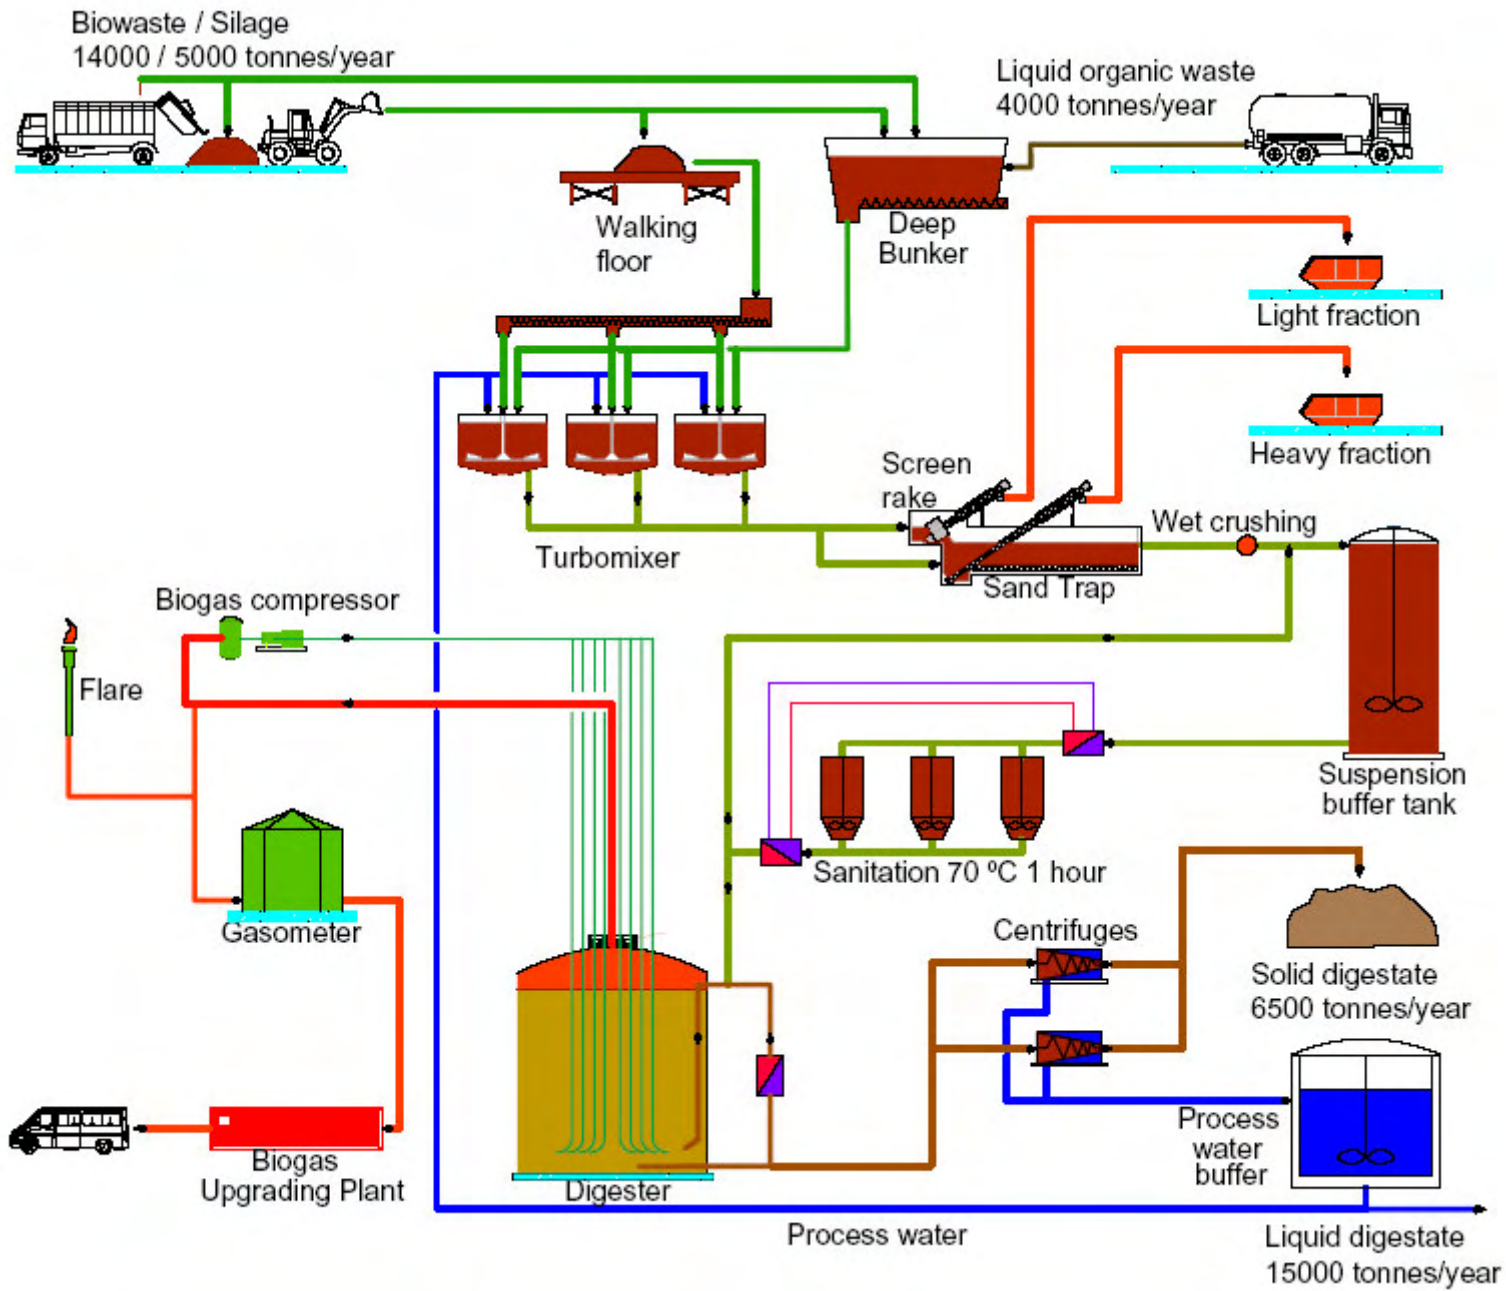 Biowaste / Silage
14000 / 5000 tonnes/year
Liquid organic waste
4000 tonnes/year
Walking
floor
Deep
Bunker
Light fraction
Heavy fraction
Screen
rake
Wet crushing
Turbomixer
Sand Trap
Biogas compressor
Flare
Suspension
buffer tank
Sanitation 70 ºC 1 hour
Gasometer
Centrifuges
Solid digestate
6500 tonnes/year
Process
water
buffer
Biogas
Upgrading Plant
Digester
Process water
Liquid digestate
15000 tonnes/year